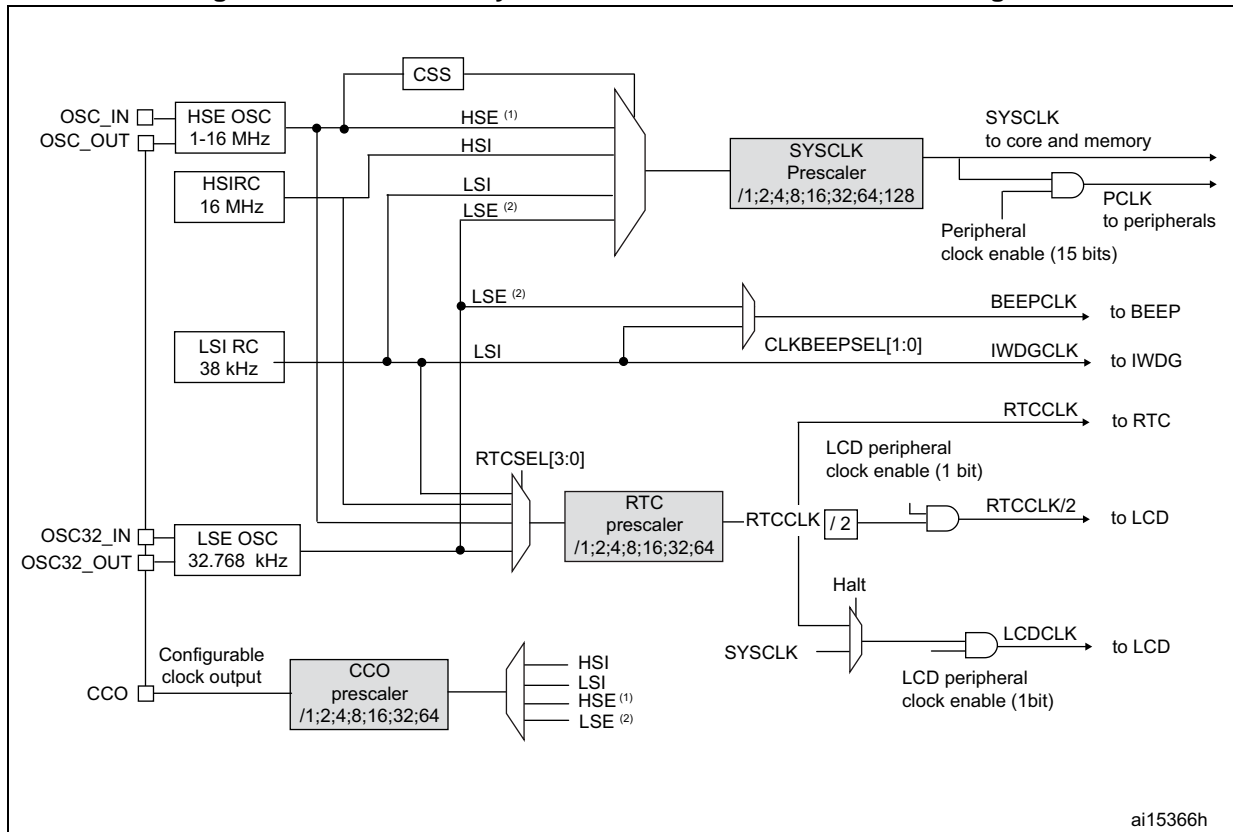 CSS
OSC_IN
OSC_OUT
HSE OSC
1-16 MHz
HSE (1)
HSI
LSI
LSE (2)
HSIRC
16 MHz
SYSCLK
Prescaler
/1;2;4;8;16;32;64;128
SYSCLK
to core and memory
PCLK
to peripherals
Peripheral
clock enable (15 bits)
LSE (2)
BEEPCLK
to BEEP
CLKBEEPSEL[1:0]
LSI RC
38 kHz
LSI
IWDGCLK
to IWDG
RTCCLK
to RTC
RTCSEL[3:0]
LCD peripheral
clock enable (1 bit)
OSC32_IN
OSC32_OUT
LSE OSC
32.768 kHz
RTC
prescaler
/1;2;4;8;16;32;64
RTCCLK
/ 2
RTCCLK/2
to LCD
Halt
SYSCLK
LCDCLK
to LCD
LCD peripheral
clock enable (1bit)
Configurable
clock output
CCO
CCO
prescaler
/1;2;4;8;16;32;64
HSI
LSI
HSE (1)
LSE (2)
ai15366h